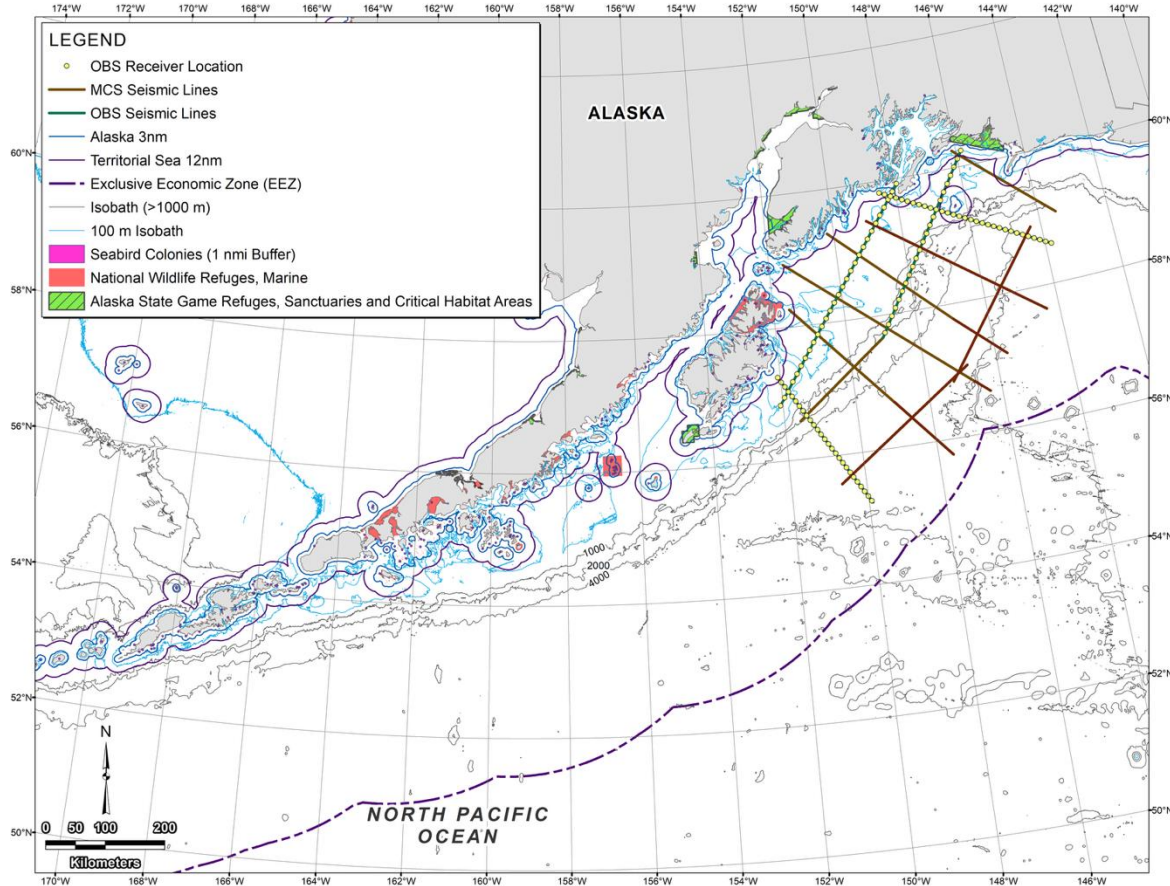 174°W 172°W 170°W 168°W 166°W 164°W 162°W 160°W 158°W 156°W 154°W 152°W 150°W 148°W 146°W 144°W 142°W 140°W
LEGEND
OBS Receiver Location
MCS Seismic Lines
OBS Seismic Lines
Alaska 3nm
Territorial Sea 12nm
Exclusive Economic Zone (EEZ)
Isobath (>1000 m)
100 m Isobath
Seabird Colonies (1 nmi Buffer)
National Wildlife Refuges, Marine
Alaska State Game Refuges, Sanctuaries and Critical Habitat Areas
ALASKA
60°N
58°N
56°N
54°N
52°N
50°N
60°N
58°N
56°N
54°N
52°N
50°N
1000
2000
4000
N
0 50 100 200
Kilometers
NORTH PACIFIC
OCEAN
170°W 168°W 166°W 164°W 162°W 160°W 158°W 156°W 154°W 152°W 150°W 148°W 146°W